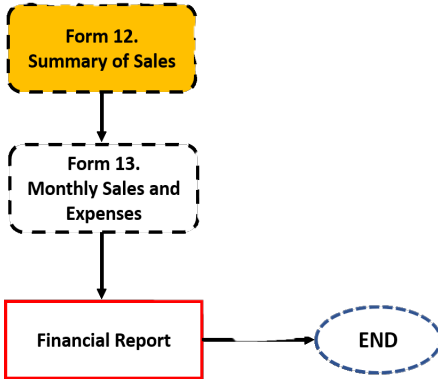 Form 12.
Summary of Sales
Form 13.
Monthly Sales and
Expenses
Financial Report
END